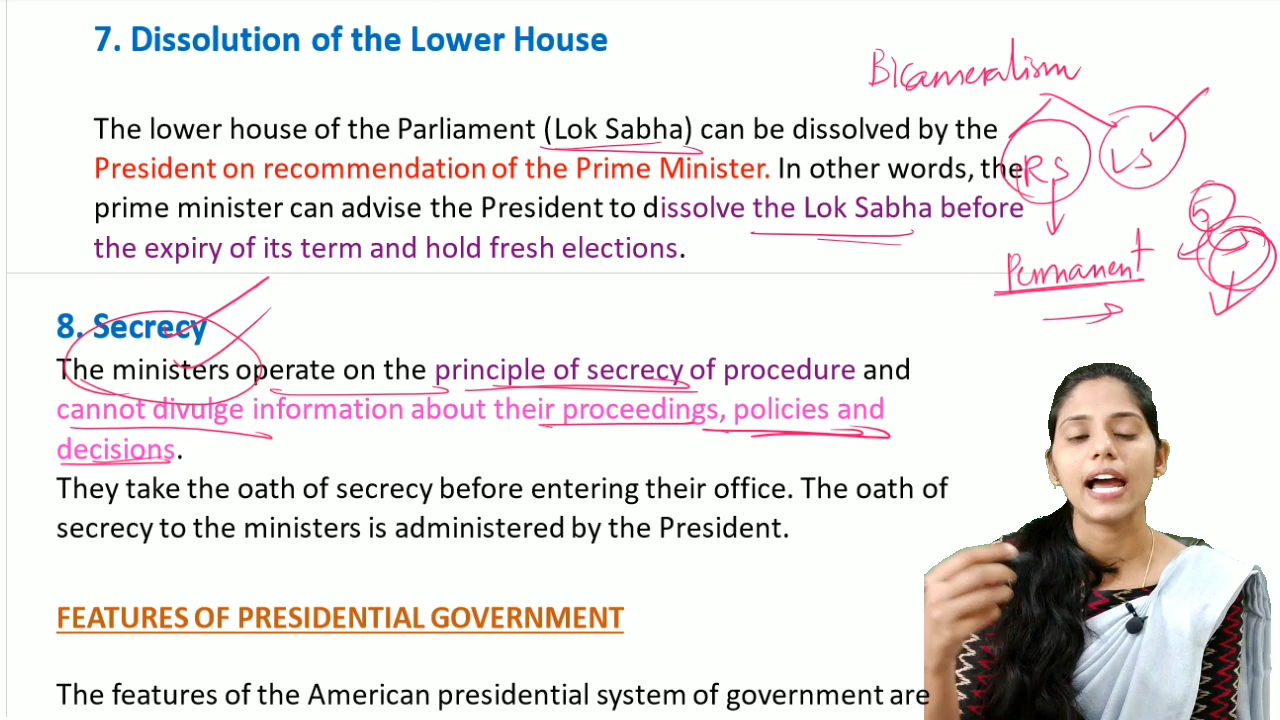 7. Dissolution of the Lower House
Bicameralism
The lower house of the Parliament (Lok Sabha) can be dissolved by the
President on recommendation of the Prime Minister. In other words, the
prime minister can advise the President to dissolve the Lok Sabha before
the expiry of its term and hold fresh elections.
RS
LS
5
Permanent
8. Secrecy
The ministers operate on the principle of secrecy of procedure and
cannot divulge information about their proceedings, policies and
decisions.
They take the oath of secrecy before entering their office. The oath of
secrecy to the ministers is administered by the President.
FEATURES OF PRESIDENTIAL GOVERNMENT
The features of the American presidential system of government are